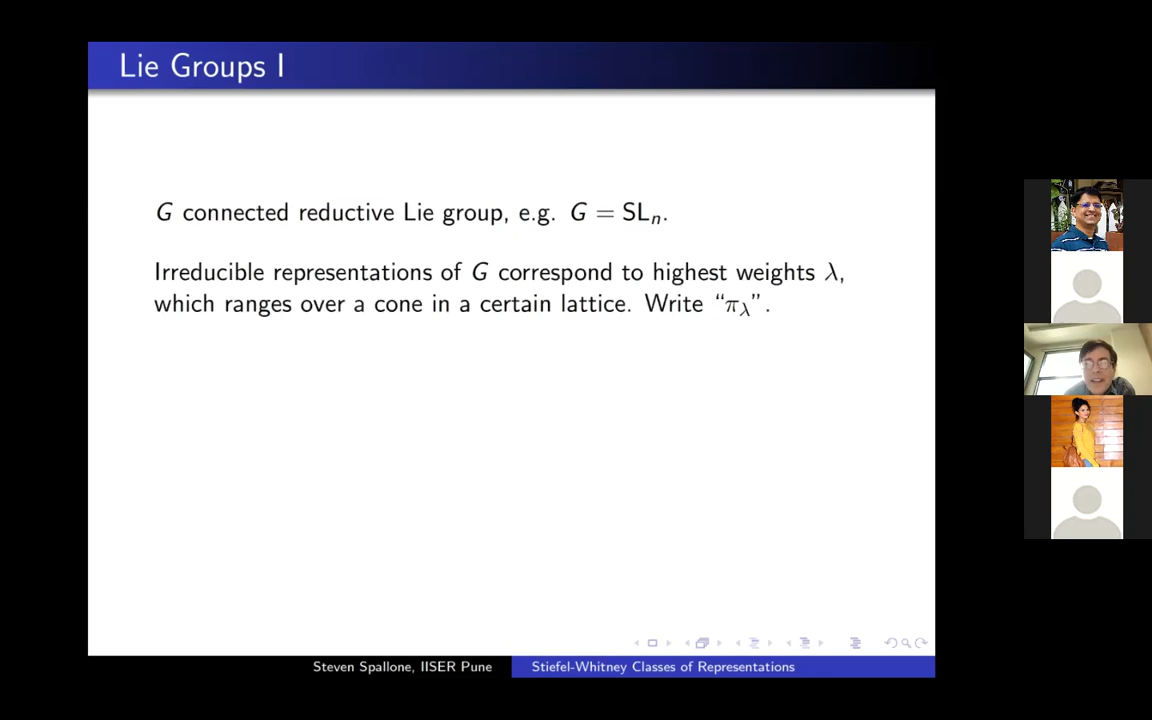 Lie Groups I
G connected reductive Lie group, e.g. G = SLₙ.
Irreducible representations of G correspond to highest weights λ,
which ranges over a cone in a certain lattice. Write “π_λ”.
Steven Spallone, IISER Pune
Stiefel-Whitney Classes of Representations